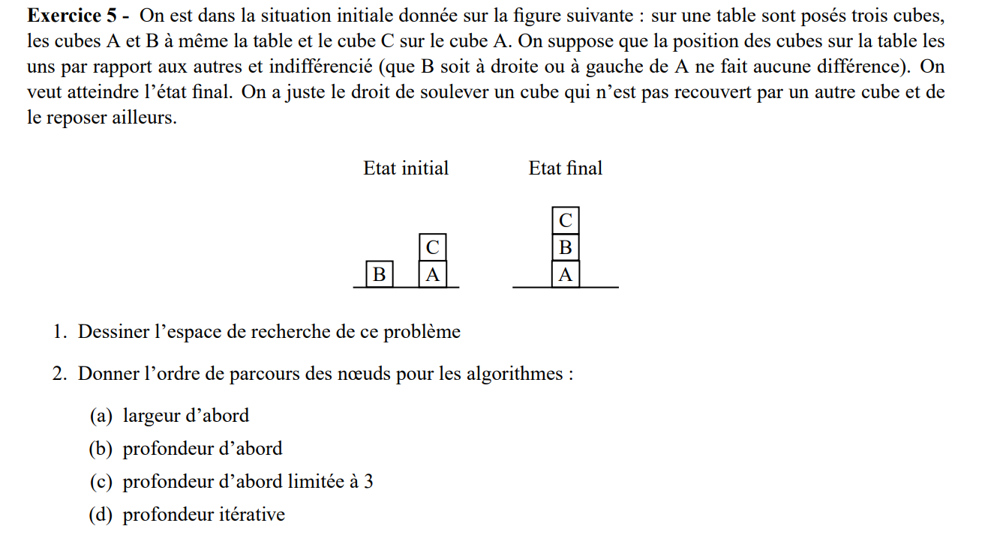 Exercice 5 - On est dans la situation initiale donnée sur la figure suivante : sur une table sont posés trois cubes,
les cubes A et B à même la table et le cube C sur le cube A. On suppose que la position des cubes sur la table les
uns par rapport aux autres et indifférencié (que B soit à droite ou à gauche de A ne fait aucune différence). On
veut atteindre l'état final. On a juste le droit de soulever un cube qui n'est pas recouvert par un autre cube et de
le reposer ailleurs.
Etat initial Etat final
C
C B
B A A
1. Dessiner l'espace de recherche de ce problème
2. Donner l'ordre de parcours des nœuds pour les algorithmes :
(a) largeur d'abord
(b) profondeur d'abord
(c) profondeur d'abord limitée à 3
(d) profondeur itérative